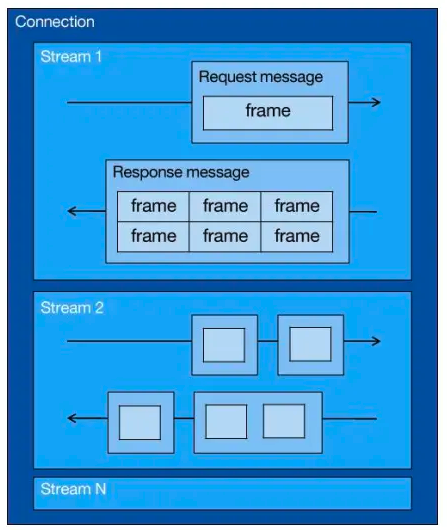 Connection
Stream 1
Request message
frame
Response message
frame frame frame
frame frame frame
Stream 2
Stream N